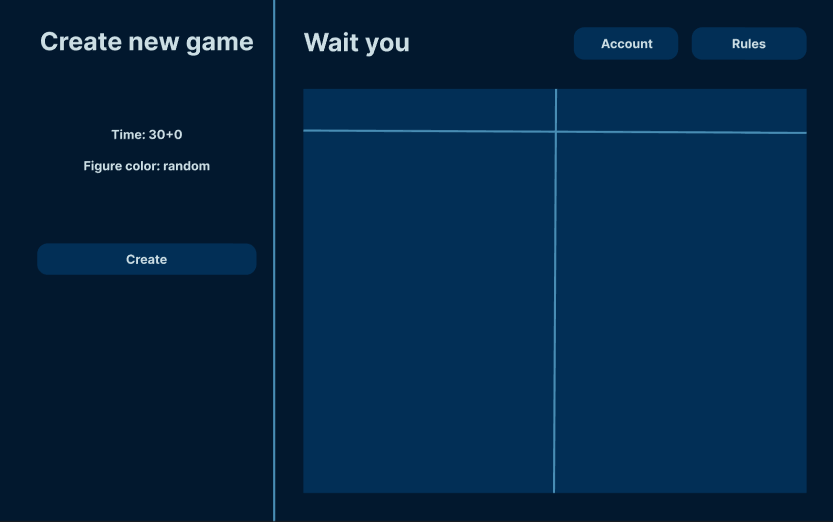 Create new game
Time: 30+0
Figure color: random
Create
Wait you
Account
Rules